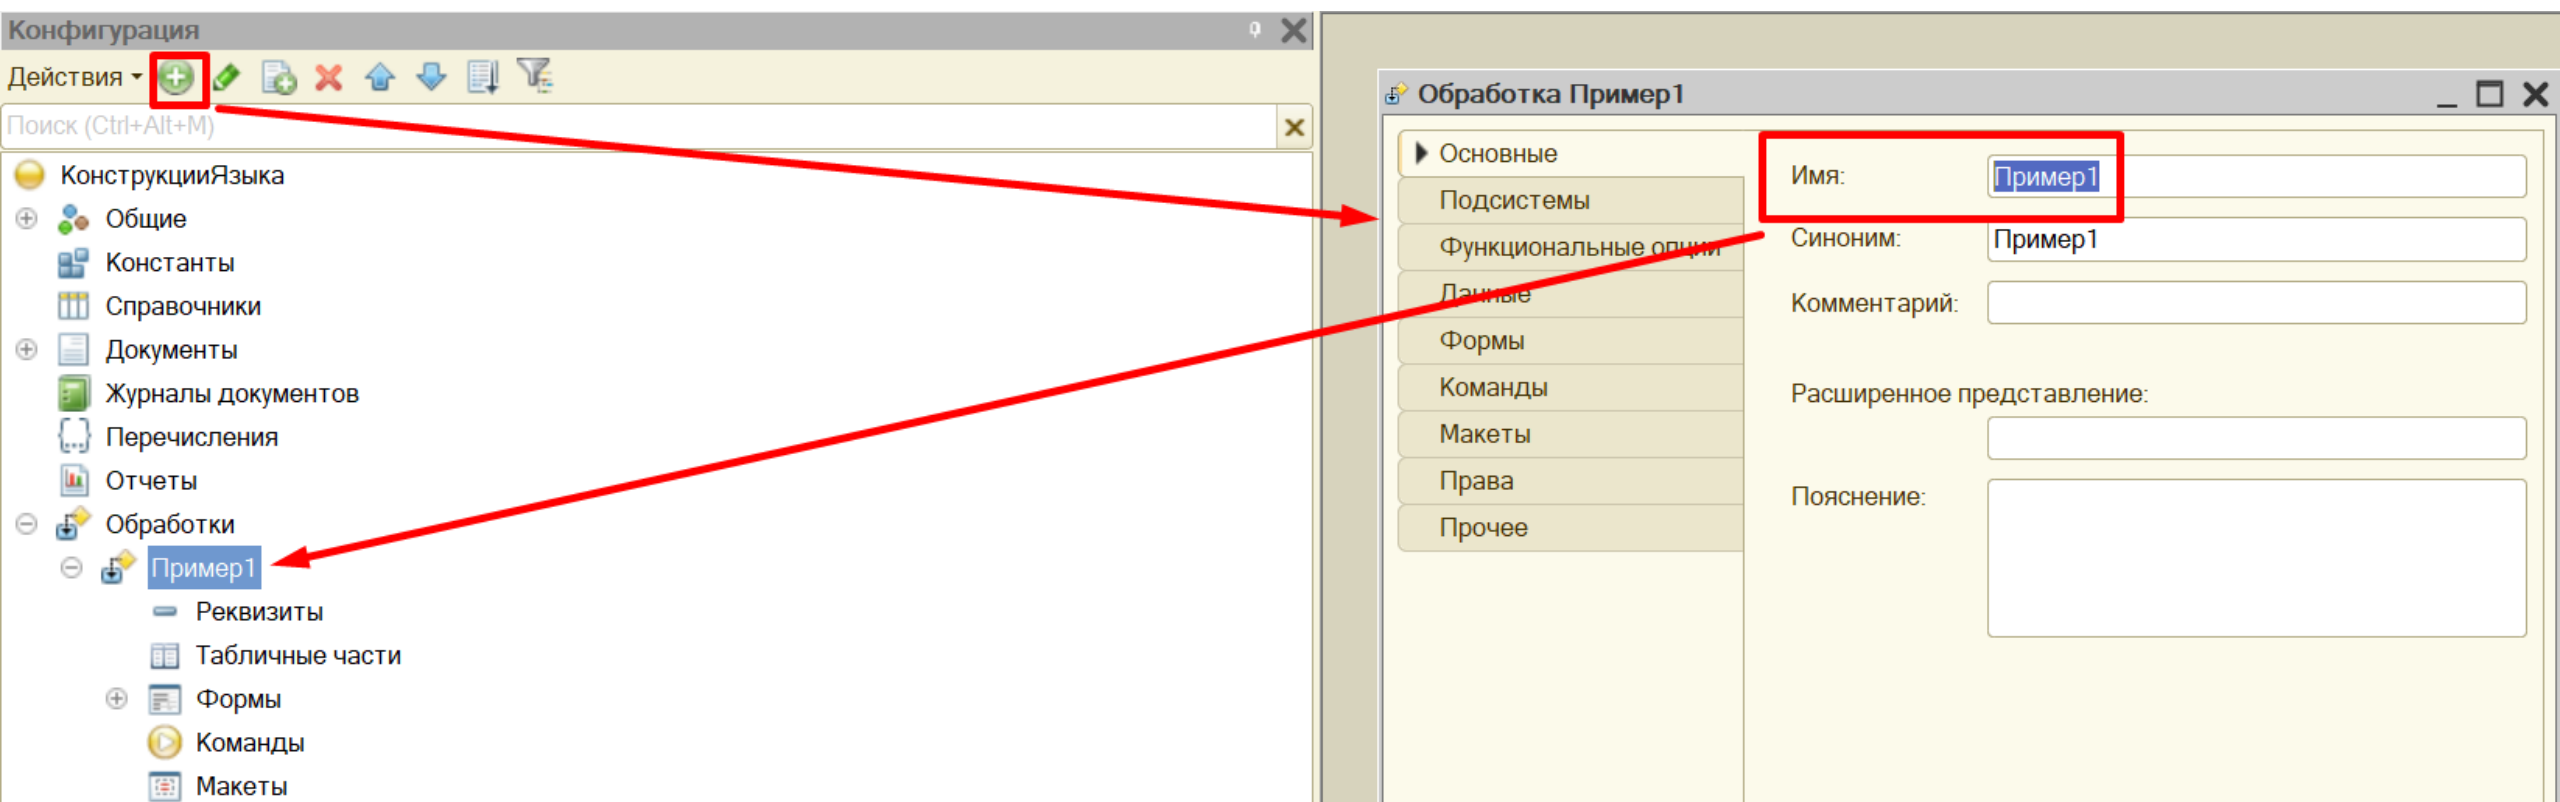 Конфигурация
Действия
Поиск (Ctrl+Alt+M)
КонструкцииЯзыка
Общие
Константы
Справочники
Документы
Журналы документов
Перечисления
Отчеты
Обработки
Пример1
Реквизиты
Табличные части
Формы
Команды
Макеты
Обработка Пример1
Основные
Подсистемы
Функциональные опции
Данные
Формы
Команды
Макеты
Права
Прочее
Имя: Пример1
Синоним: Пример1
Комментарий:
Расширенное представление:
Пояснение: